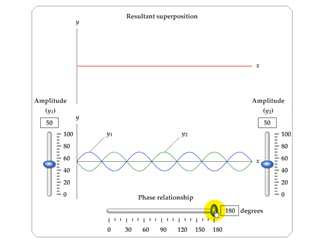 Resultant superposition
y
x
Amplitude
(y₁)
50
100
80
60
40
20
0
y
y₁
y₂
x
Amplitude
(y₂)
50
100
80
60
40
20
0
Phase relationship
180 degrees
0 30 60 90 120 150 180